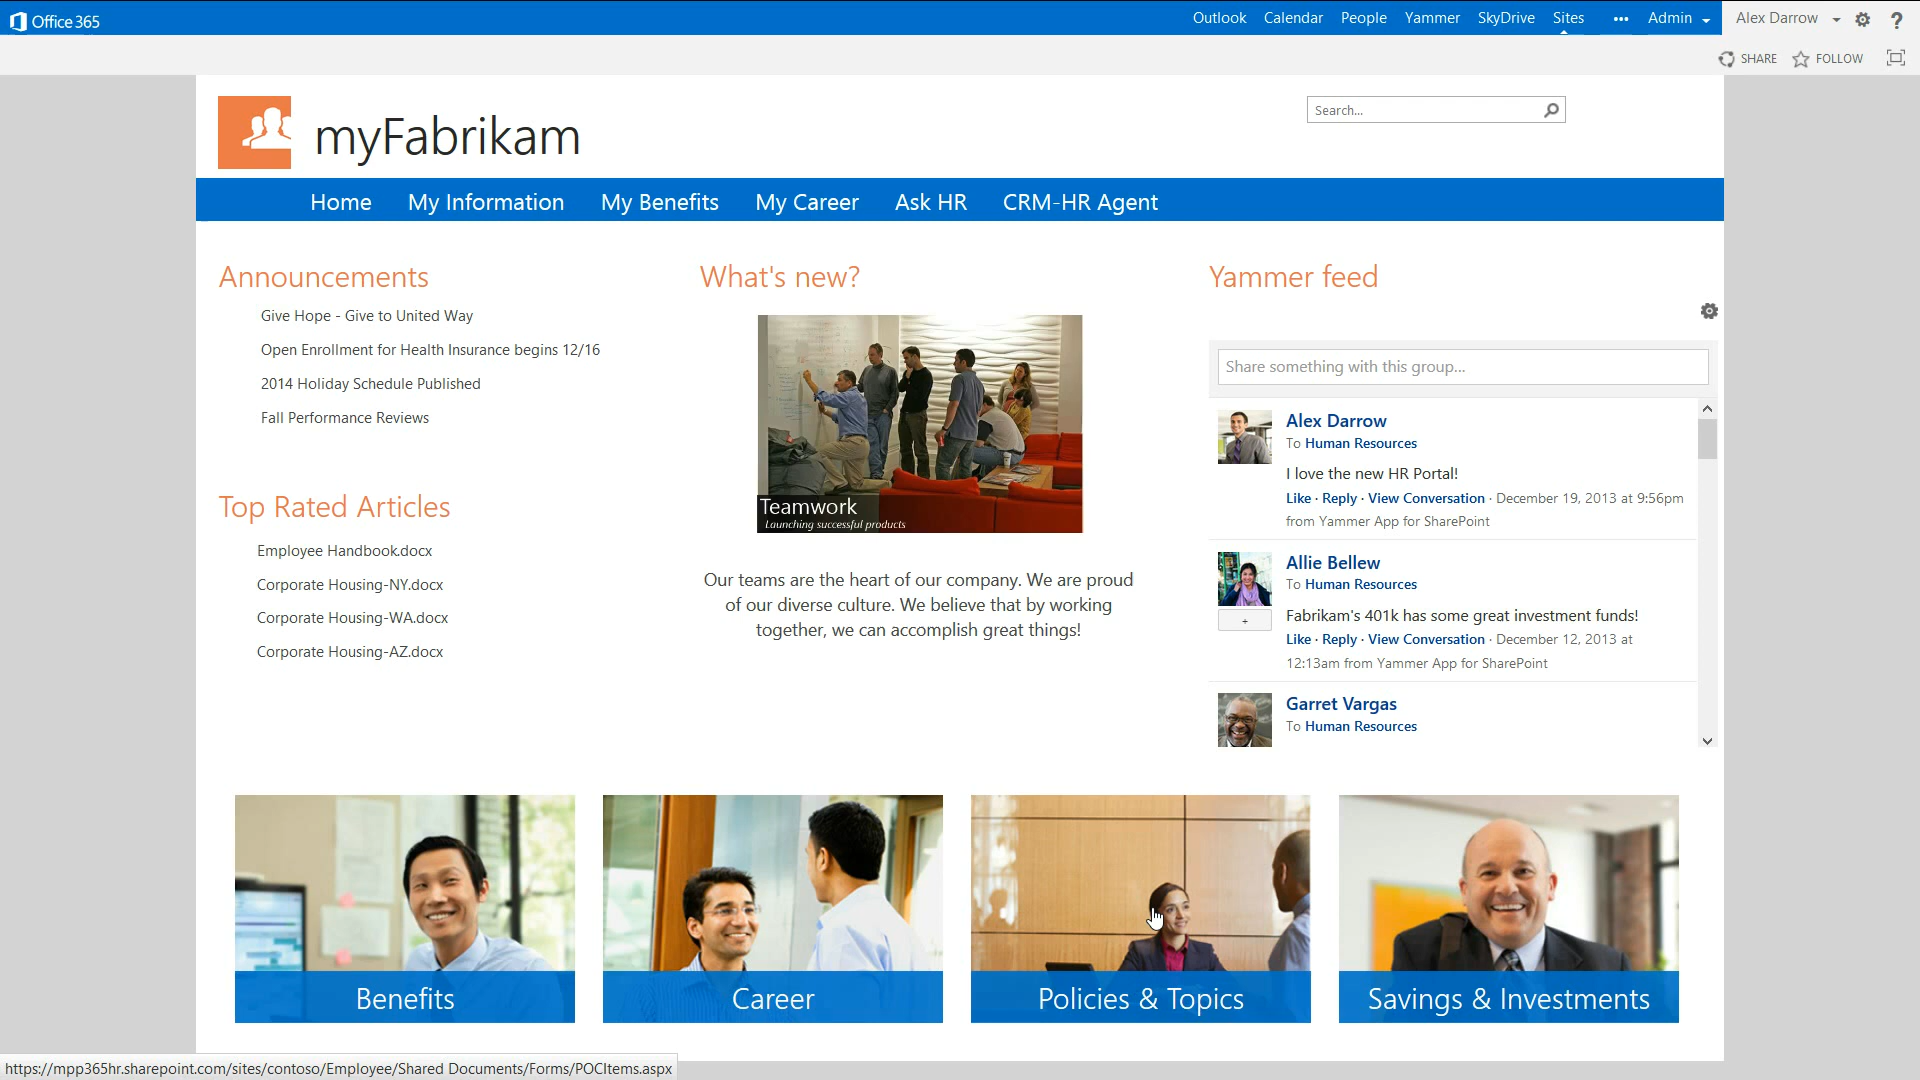 Office 365
Outlook Calendar People Yammer SkyDrive Sites ... Admin Alex Darrow ?
SHARE FOLLOW
myFabrikam
Search...
Home My Information My Benefits My Career Ask HR CRM-HR Agent
Announcements
Give Hope - Give to United Way
Open Enrollment for Health Insurance begins 12/16
2014 Holiday Schedule Published
Fall Performance Reviews
Top Rated Articles
Employee Handbook.docx
Corporate Housing-NY.docx
Corporate Housing-WA.docx
Corporate Housing-AZ.docx
What's new?
Teamwork
Launching successful products
Our teams are the heart of our company. We are proud
of our diverse culture. We believe that by working
together, we can accomplish great things!
Yammer feed
Share something with this group...
Alex Darrow
To Human Resources
I love the new HR Portal!
Like · Reply · View Conversation · December 19, 2013 at 9:56pm
from Yammer App for SharePoint
Allie Bellew
To Human Resources
+
Fabrikam's 401k has some great investment funds!
Like · Reply · View Conversation · December 12, 2013 at
12:13am from Yammer App for SharePoint
Garret Vargas
To Human Resources
Benefits
Career
Policies & Topics
Savings & Investments
https://mpp365hr.sharepoint.com/sites/contoso/Employee/Shared Documents/Forms/POCItems.aspx